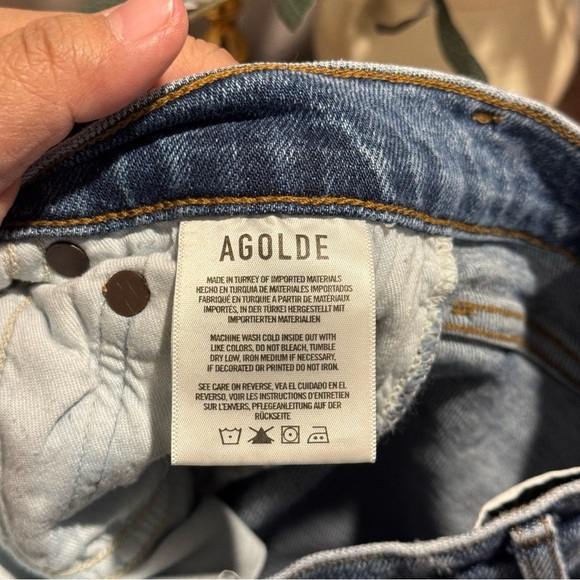 AGOLDE
MADE IN TURKEY OF IMPORTED MATERIALS
HECHO EN TURQUIA DE MATERIALES IMPORTADOS
FABRIQUÉ EN TURQUIE A PARTIR DE MATÉRIAUX
IMPORTÉS, IN DER TÜRKEI HERGESTELLT MIT
IMPORTIERTEN MATERIALIEN
MACHINE WASH COLD INSIDE OUT WITH
LIKE COLORS, DO NOT BLEACH, TUMBLE
DRY LOW, IRON MEDIUM IF NECESSARY,
IF DECORATED OR PRINTED DO NOT IRON.
SEE CARE ON REVERSE, VEA EL CUIDADO EN EL
REVERSO, VOIR LES INSTRUCTIONS D'ENTRETIEN
SUR L'ENVERS, PFLEGEANLEITUNG AUF DER
RÜCKSEITE